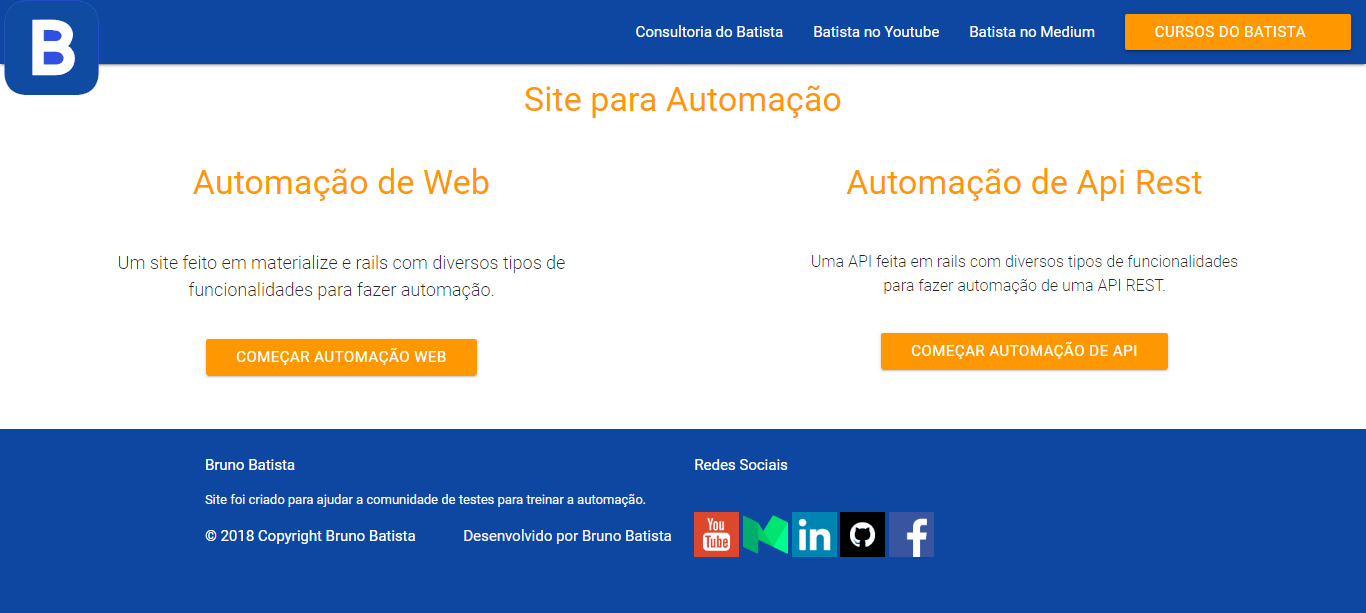 B
Consultoria do Batista
Batista no Youtube
Batista no Medium
CURSOS DO BATISTA
Site para Automação
Automação de Web
Um site feito em materialize e rails com diversos tipos de
funcionalidades para fazer automação.
COMEÇAR AUTOMAÇÃO WEB
Automação de Api Rest
Uma API feita em rails com diversos tipos de funcionalidades
para fazer automação de uma API REST.
COMEÇAR AUTOMAÇÃO DE API
Bruno Batista
Site foi criado para ajudar a comunidade de testes para treinar a automação.
© 2018 Copyright Bruno Batista
Desenvolvido por Bruno Batista
Redes Sociais
You
Tube
in
f